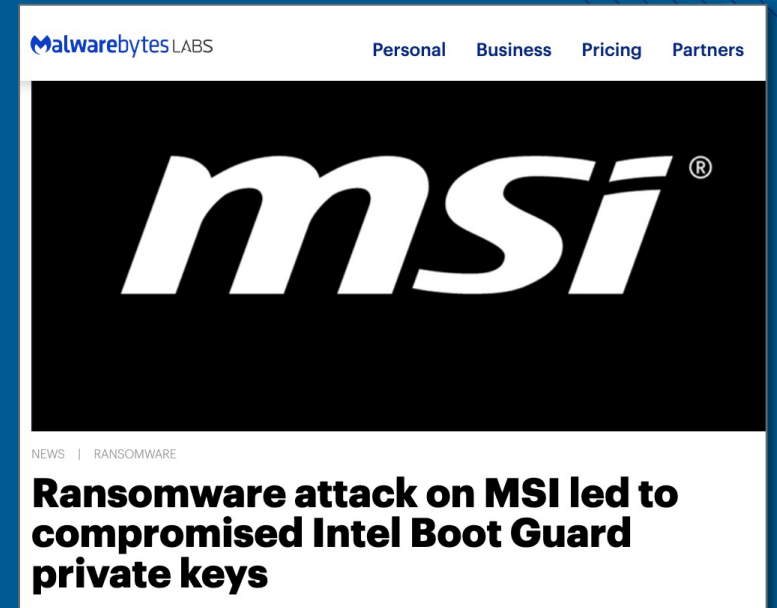 Malwarebytes LABS
Personal Business Pricing Partners
msi ®
NEWS | RANSOMWARE
Ransomware attack on MSI led to
compromised Intel Boot Guard
private keys